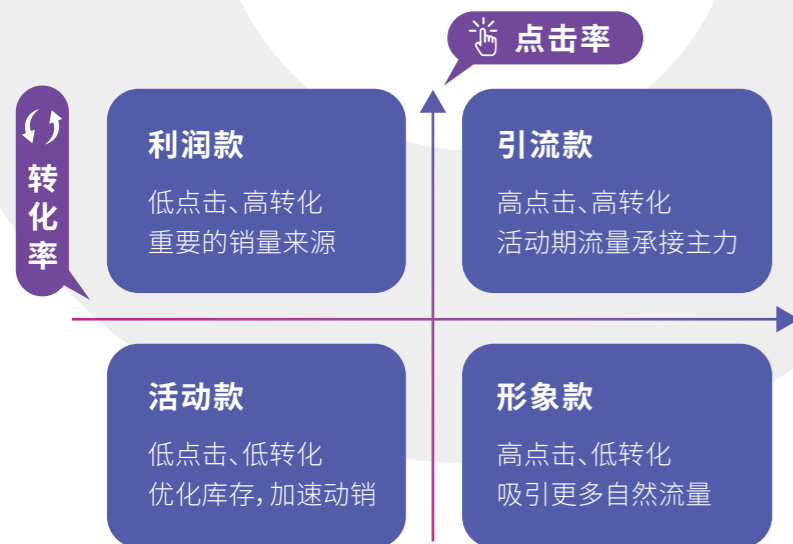 点击率
转化率
利润款
低点击、高转化
重要的销量来源
引流款
高点击、高转化
活动期流量承接主力
活动款
低点击、低转化
优化库存，加速动销
形象款
高点击、低转化
吸引更多自然流量